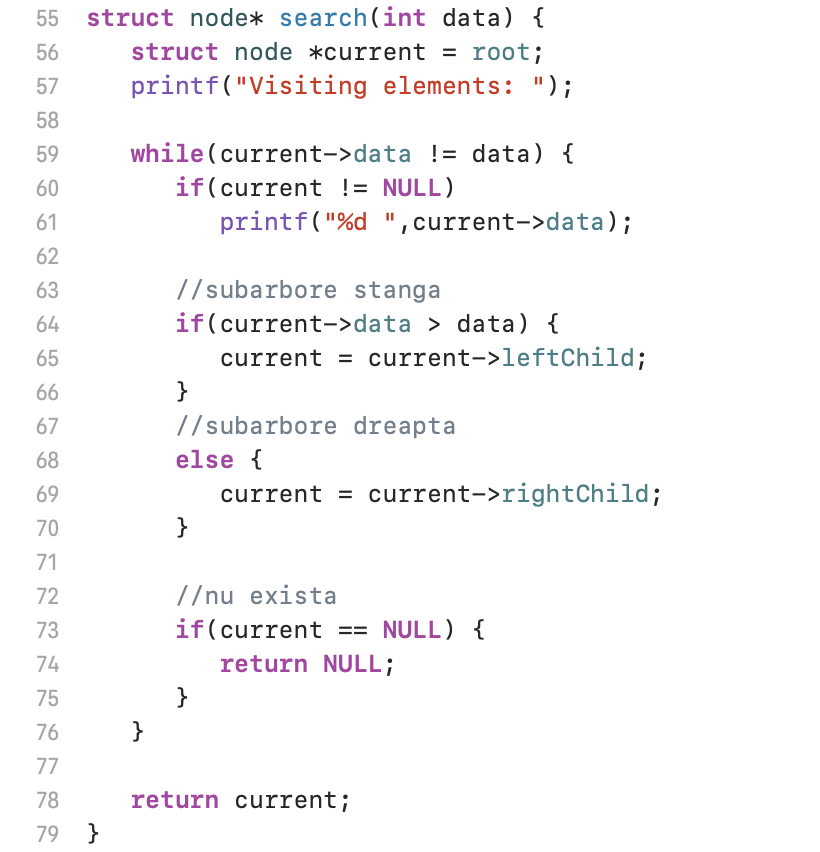 55 struct node* search(int data) {
56    struct node *current = root;
57    printf("Visiting elements: ");
58
59    while(current->data != data) {
60       if(current != NULL)
61          printf("%d ",current->data);
62
63       //subarbore stanga
64       if(current->data > data) {
65          current = current->leftChild;
66       }
67       //subarbore dreapta
68       else {
69          current = current->rightChild;
70       }
71
72       //nu exista
73       if(current == NULL) {
74          return NULL;
75       }
76    }
77
78    return current;
79 }